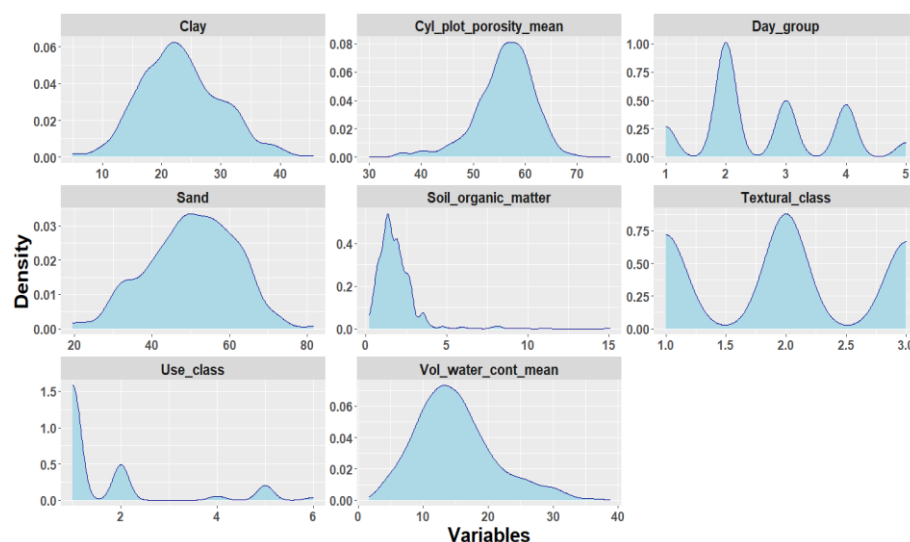 Clay
Cyl_plot_porosity_mean
Day_group
0.06
0.04
0.02
0.00
10 20 30 40
0.08
0.06
0.04
0.02
0.00
30 40 50 60 70
1.00
0.75
0.50
0.25
0.00
1 2 3 4 5
Sand
Soil_organic_matter
Textural_class
0.03
0.02
0.01
0.00
20 40 60 80
0.4
0.2
0.0
0 5 10 15
0.75
0.50
0.25
0.00
1.0 1.5 2.0 2.5 3.0
Use_class
Vol_water_cont_mean
1.5
1.0
0.5
0.0
2 4 6
0.06
0.04
0.02
0.00
0 10 20 30 40
Density
Variables